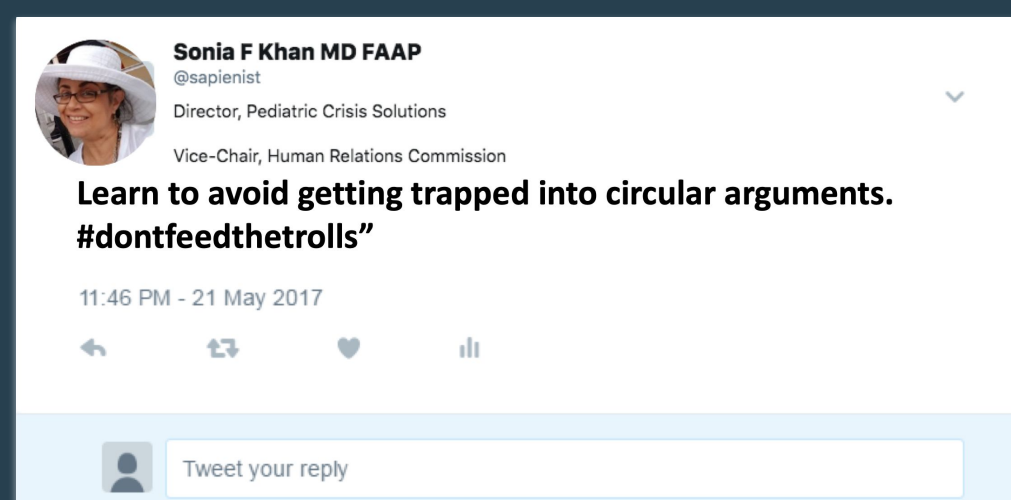 Sonia F Khan MD FAAP
@sapienist
Director, Pediatric Crisis Solutions
Vice-Chair, Human Relations Commission
Learn to avoid getting trapped into circular arguments.
#dontfeedthetrolls”
11:46 PM - 21 May 2017
Tweet your reply